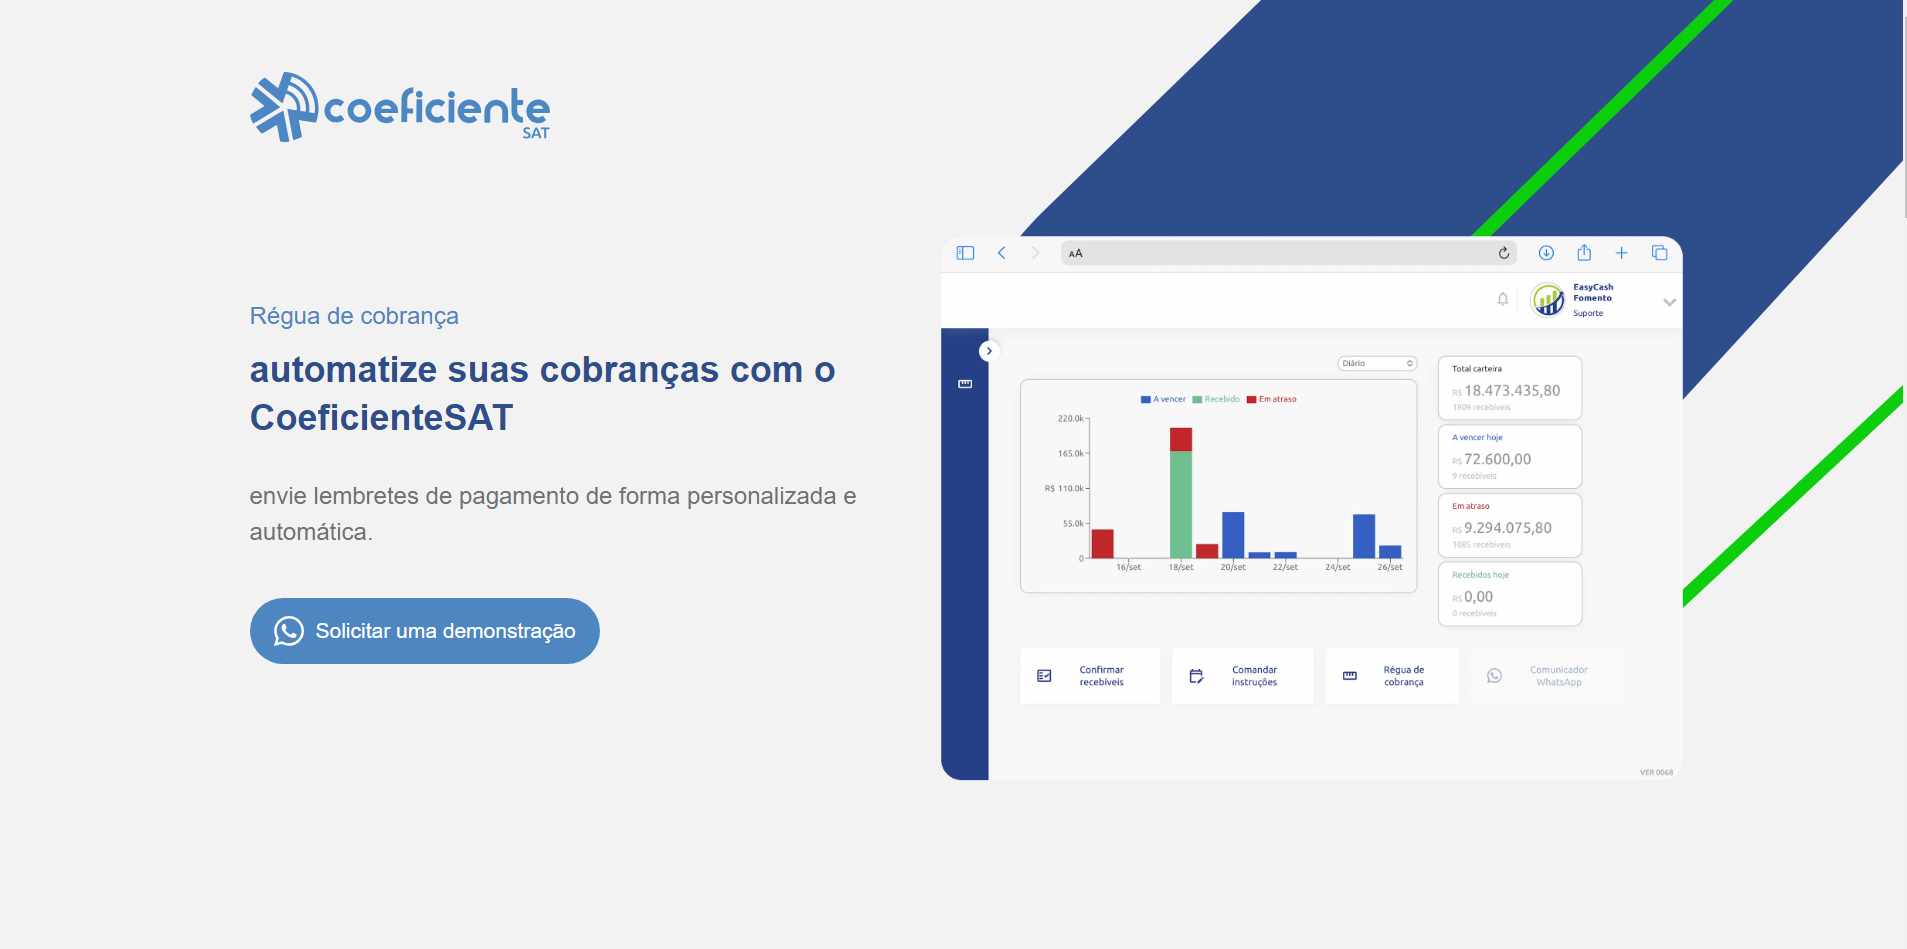 coeficiente
SAT
Régua de cobrança
automatize suas cobranças com o
CoeficienteSAT
envie lembretes de pagamento de forma personalizada e
automática.
Solicitar uma demonstração
AA
EasyCash
Fomento
Suporte
Diário
A vencer Recebido Em atraso
220.0k
165.0k
R$ 110.0k
55.0k
0
16/set 18/set 20/set 22/set 24/set 26/set
Total carteira
R$ 18.473.435,80
1909 recebíveis
A vencer hoje
R$ 72.600,00
9 recebíveis
Em atraso
R$ 9.294.075,80
1085 recebíveis
Recebidos hoje
R$ 0,00
0 recebíveis
Confirmar
recebíveis
Comandar
instruções
Régua de
cobrança
Comunicador
WhatsApp
VER 0068